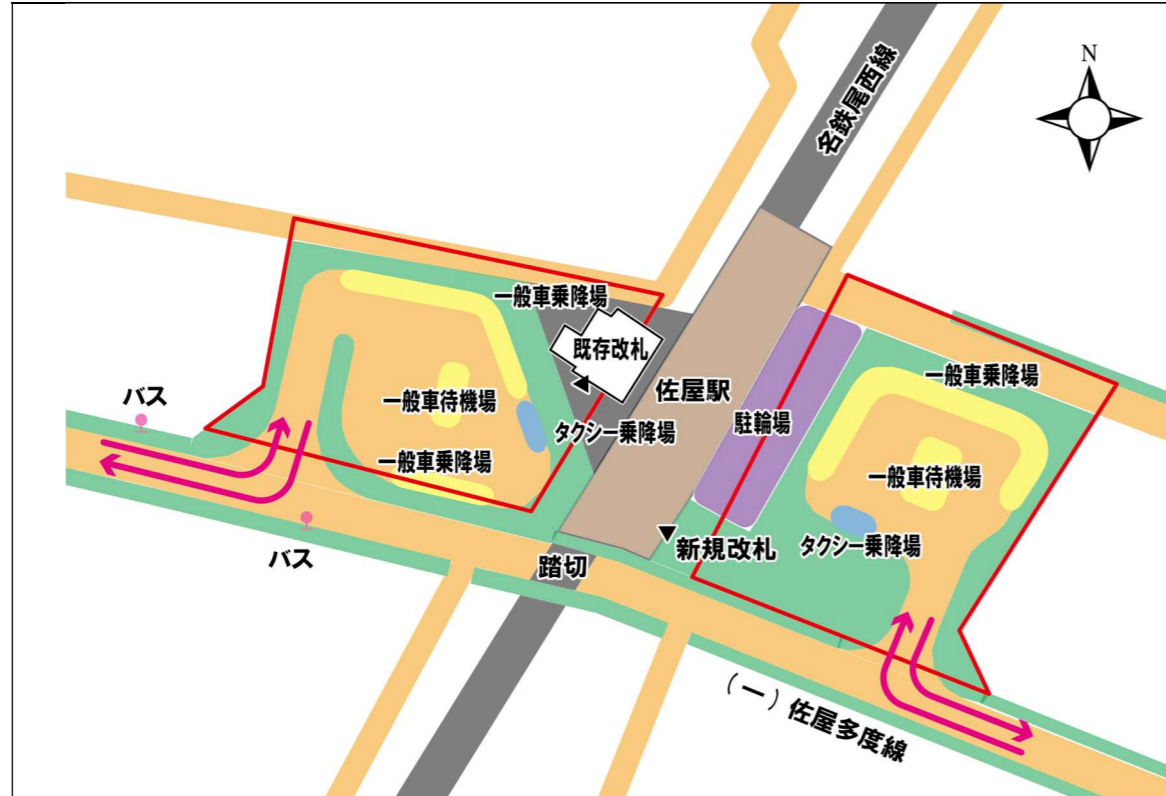 N
名鉄尾西線
一般車乗降場
既存改札
佐屋駅
一般車乗降場
バス
一般車待機場
駐輪場
タクシー乗降場
一般車乗降場
一般車待機場
タクシー乗降場
新規改札
バス
踏切
(一)佐屋多度線